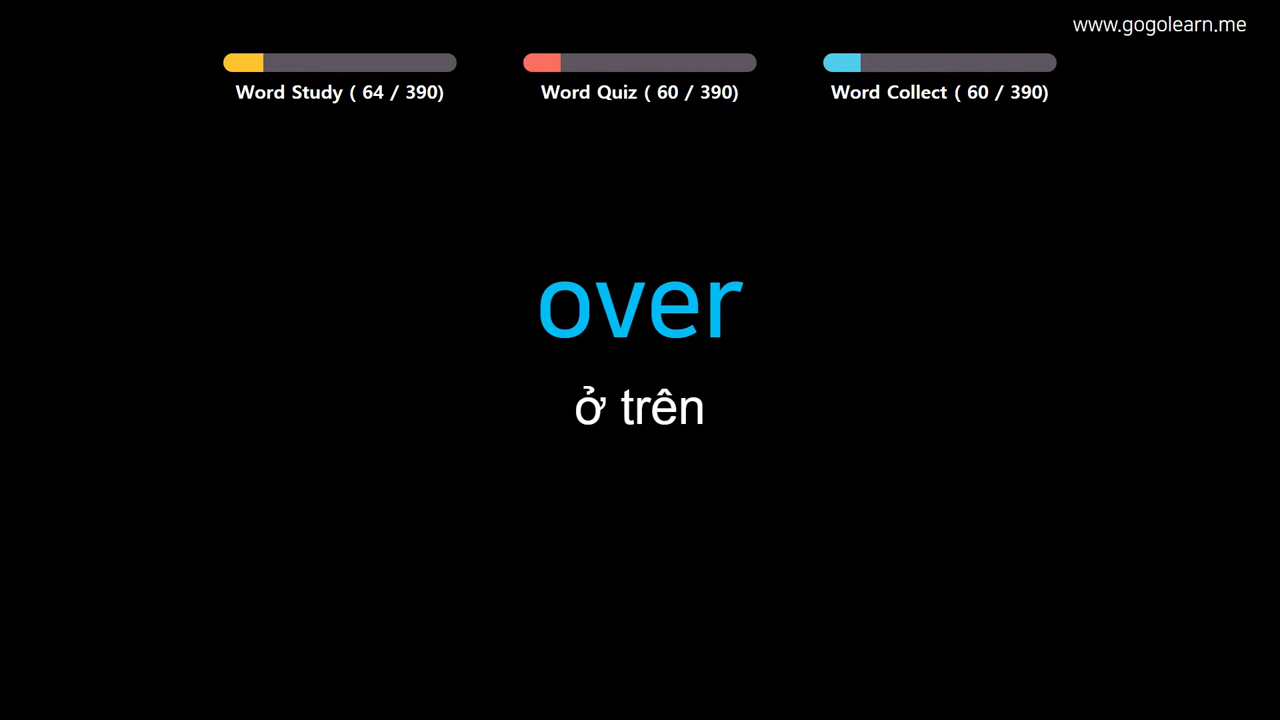 www.gogolearn.me
Word Study ( 64 / 390)
Word Quiz ( 60 / 390)
Word Collect ( 60 / 390)
over
ở trên